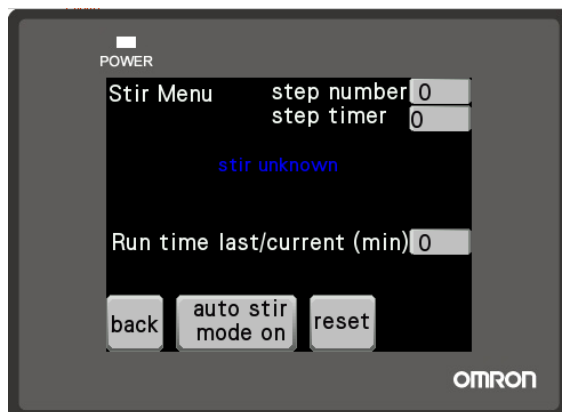 POWER
Stir Menu step number 0
step timer 0
stir unknown
Run time last/current (min) 0
back
auto stir
mode on
reset
OMRON